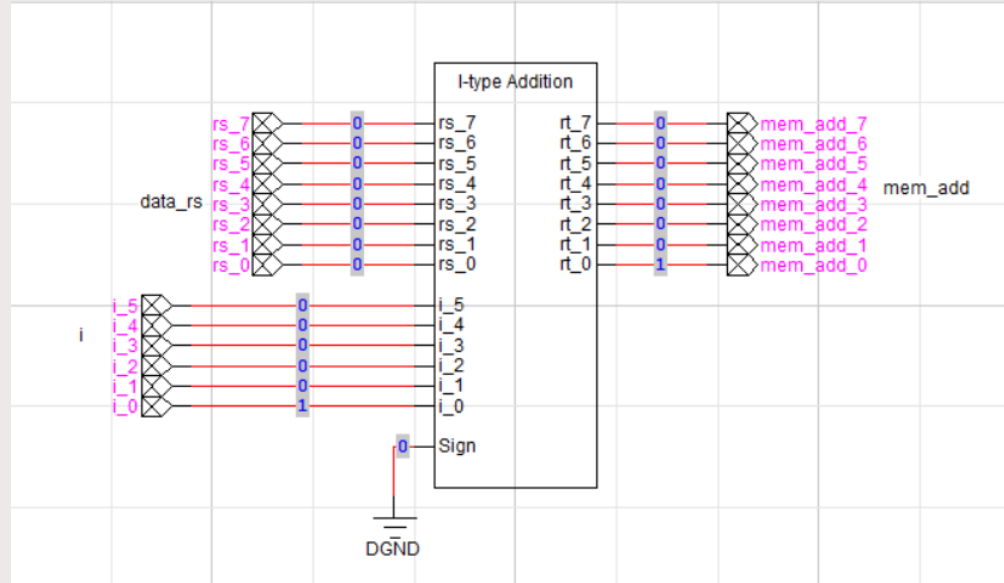 I-type Addition
rs_7 0 rs_7 rt_7 0 mem_add_7
rs_6 0 rs_6 rt_6 0 mem_add_6
rs_5 0 rs_5 rt_5 0 mem_add_5
rs_4 0 rs_4 rt_4 0 mem_add_4
data_rs rs_3 0 rs_3 rt_3 0 mem_add_3 mem_add
rs_2 0 rs_2 rt_2 0 mem_add_2
rs_1 0 rs_1 rt_1 0 mem_add_1
rs_0 0 rs_0 rt_0 1 mem_add_0
i_5 0 i_5
i_4 0 i_4
i i_3 0 i_3
i_2 0 i_2
i_1 0 i_1
i_0 1 i_0
0 Sign
DGND